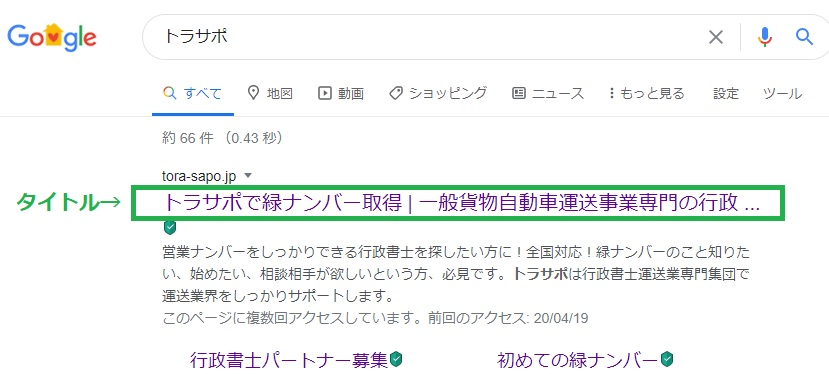 Google
トラサポ
すべて 地図 動画 ショッピング ニュース もっと見る 設定 ツール
約 66 件 （0.43 秒）
tora-sapo.jp
タイトル→
トラサポで緑ナンバー取得 | 一般貨物自動車運送事業専門の行政 ...
営業ナンバーをしっかりできる行政書士を探したい方に！全国対応！緑ナンバーのこと知りた
い、始めたい、相談相手が欲しいという方、必見です。トラサポは行政書士運送業専門集団で
運送業界をしっかりサポートします。
このページに複数回アクセスしています。前回のアクセス: 20/04/19
行政書士パートナー募集 初めての緑ナンバー